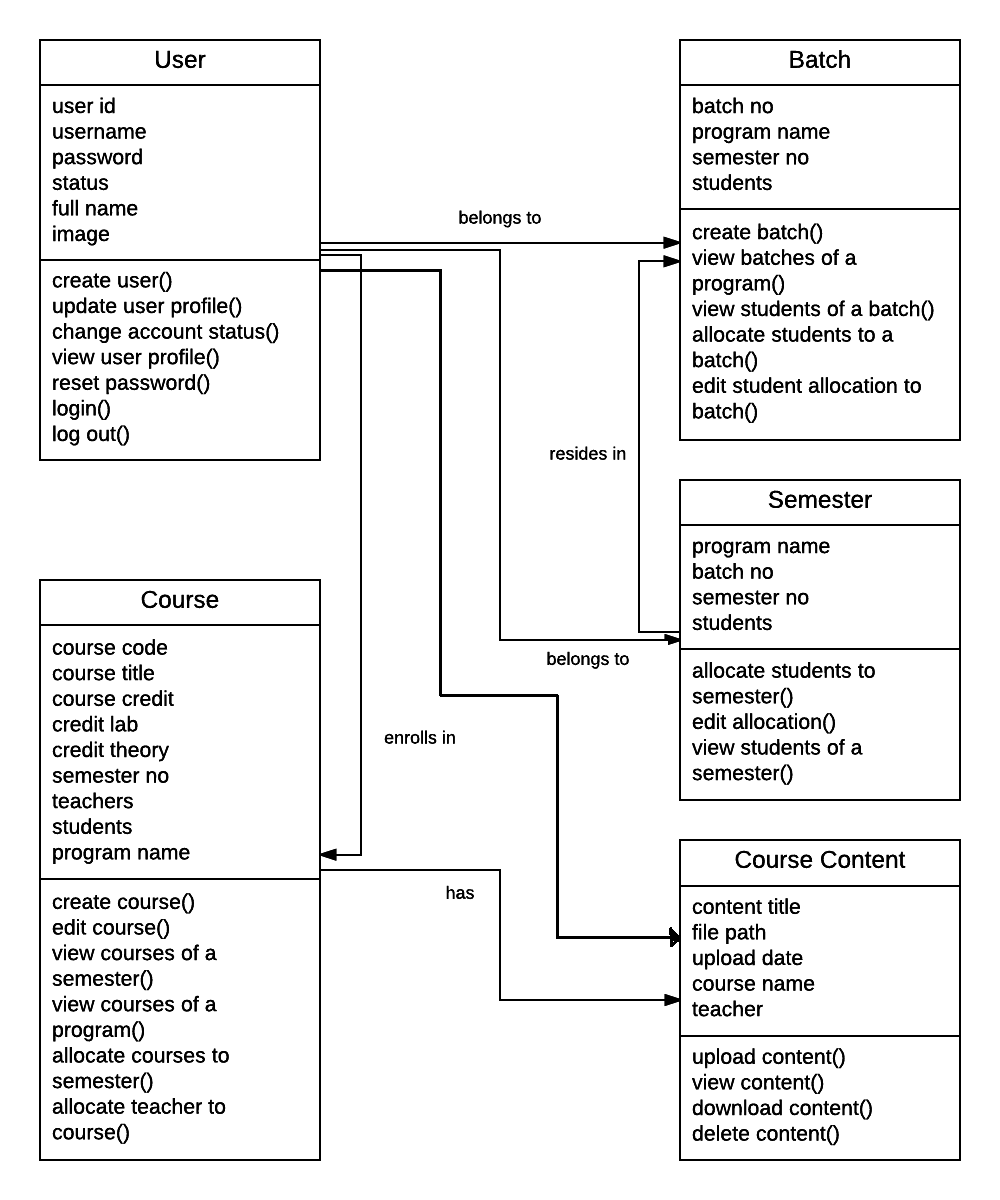 User
user id
username
password
status
full name
image
create user()
update user profile()
change account status()
view user profile()
reset password()
login()
log out()
Batch
batch no
program name
semester no
students
create batch()
view batches of a
program()
view students of a batch()
allocate students to a
batch()
edit student allocation to
batch()
belongs to
resides in
belongs to
enrolls in
has
Semester
program name
batch no
semester no
students
allocate students to
semester()
edit allocation()
view students of a
semester()
Course
course code
course title
course credit
credit lab
credit theory
semester no
teachers
students
program name
create course()
edit course()
view courses of a
semester()
view courses of a
program()
allocate courses to
semester()
allocate teacher to
course()
Course Content
content title
file path
upload date
course name
teacher
upload content()
view content()
download content()
delete content()